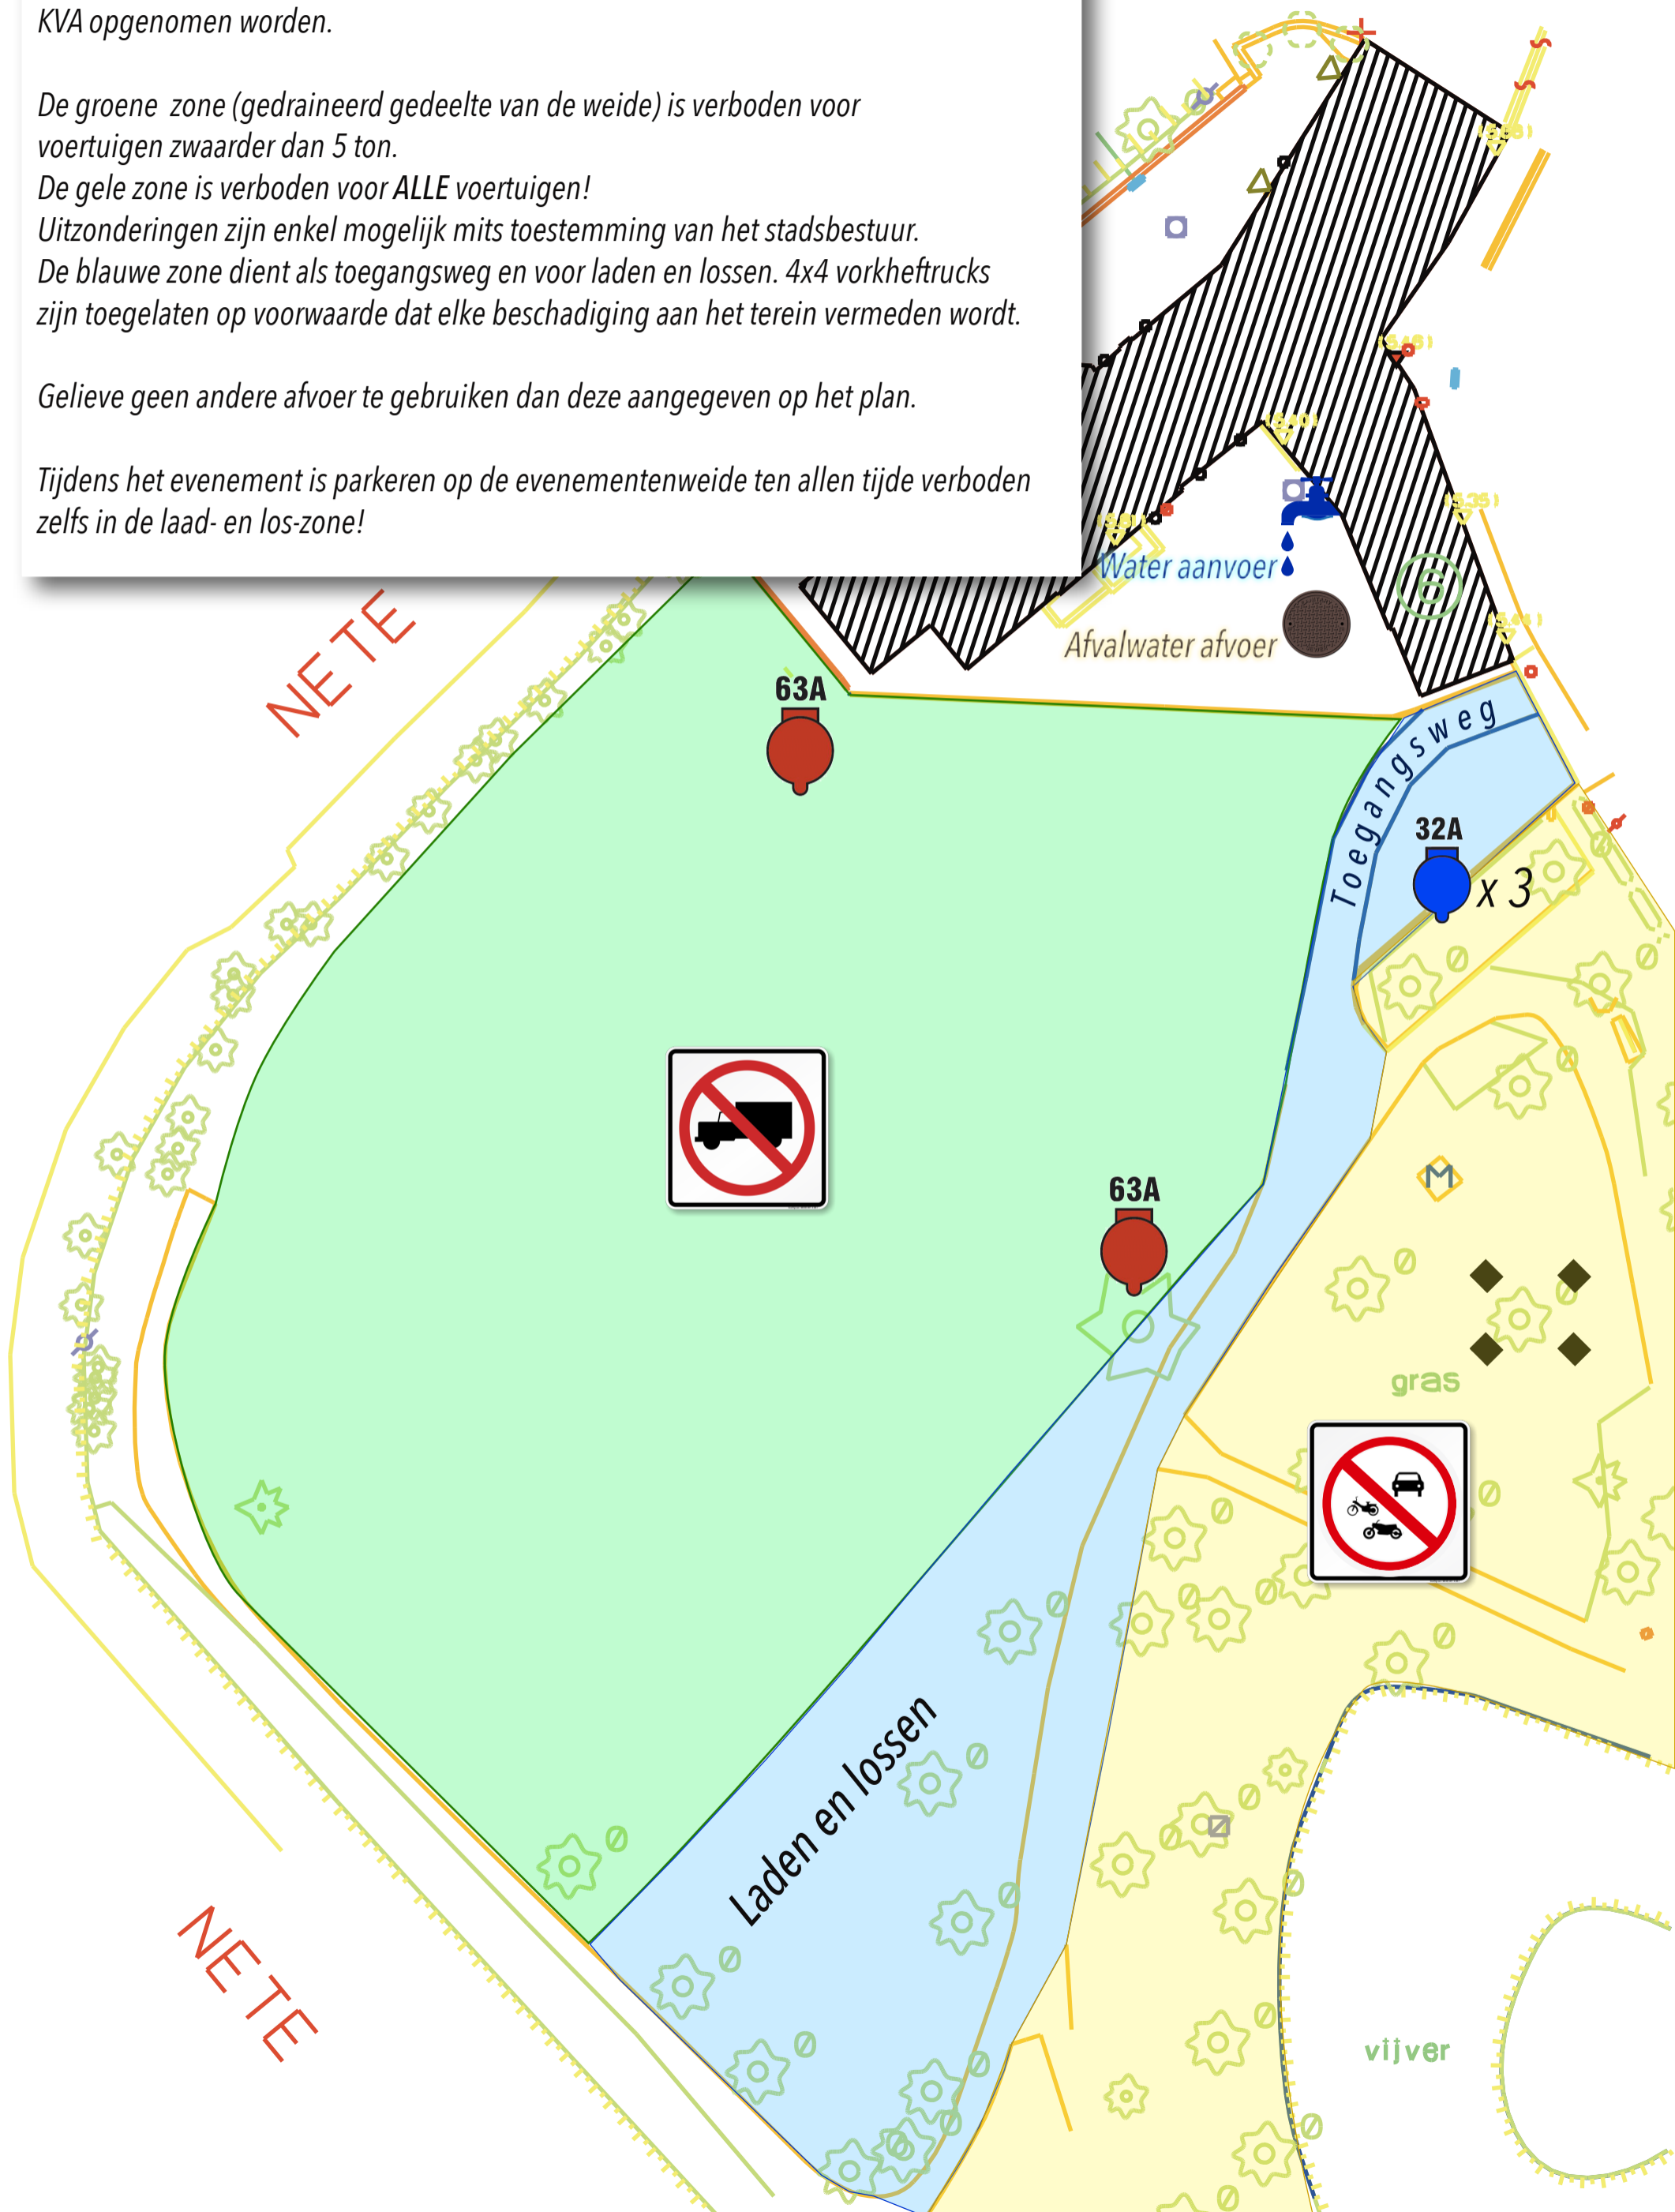 KVA opgenomen worden.
De groene zone (gedraineerd gedeelte van de weide) is verboden voor
voertuigen zwaarder dan 5 ton.
De gele zone is verboden voor ALLE voertuigen!
Uitzonderingen zijn enkel mogelijk mits toestemming van het stadsbestuur.
De blauwe zone dient als toegangsweg en voor laden en lossen. 4x4 vorkheftrucks
zijn toegelaten op voorwaarde dat elke beschadiging aan het terein vermeden wordt.
Gelieve geen andere afvoer te gebruiken dan deze aangegeven op het plan.
Tijdens het evenement is parkeren op de evenementenweide ten allen tijde verboden
zelfs in de laad- en los-zone!
Water aanvoer
6
Afvalwater afvoer
NETE
63A
Toegangsweg
32A
x 3
M
63A
gras
Laden en lossen
NETE
vijver